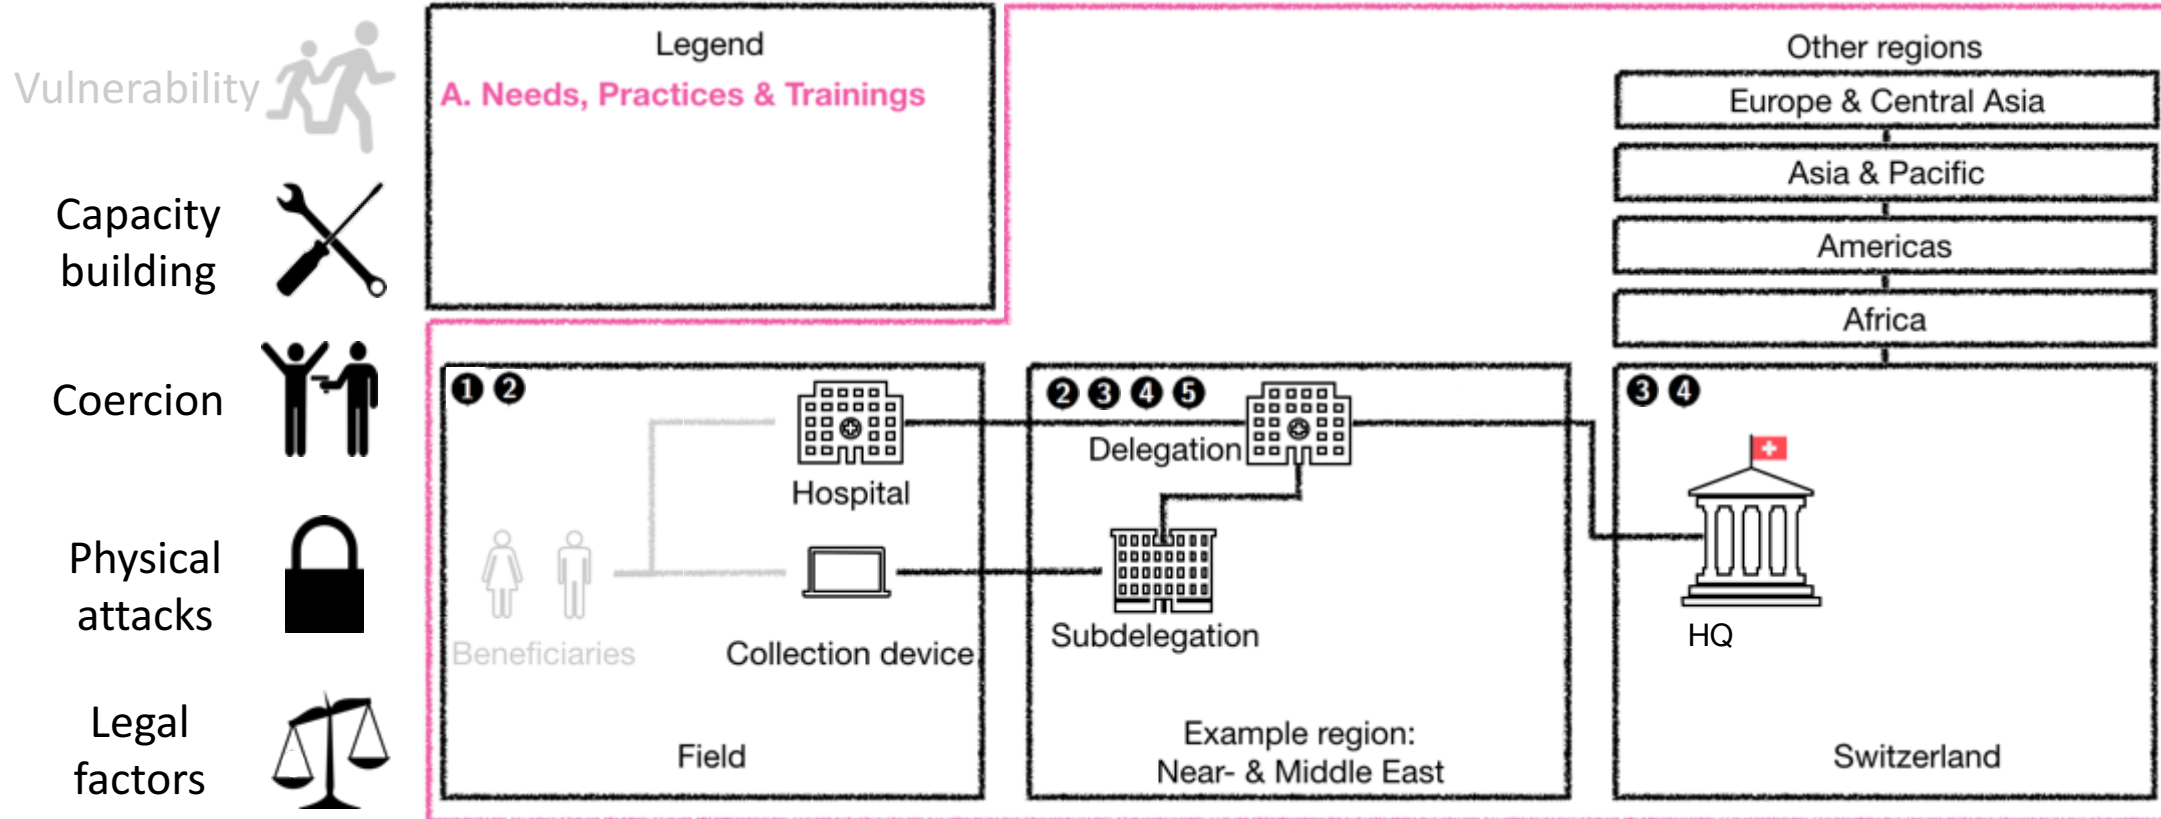 Vulnerability
Capacity
building
Coercion
Physical
attacks
Legal
factors
Legend
A. Needs, Practices & Trainings
Other regions
Europe & Central Asia
Asia & Pacific
Americas
Africa
❶ ❷
Hospital
Beneficiaries
Collection device
Field
❷ ❸ ❹ ❺
Delegation
Subdelegation
Example region:
Near- & Middle East
❸ ❹
HQ
Switzerland